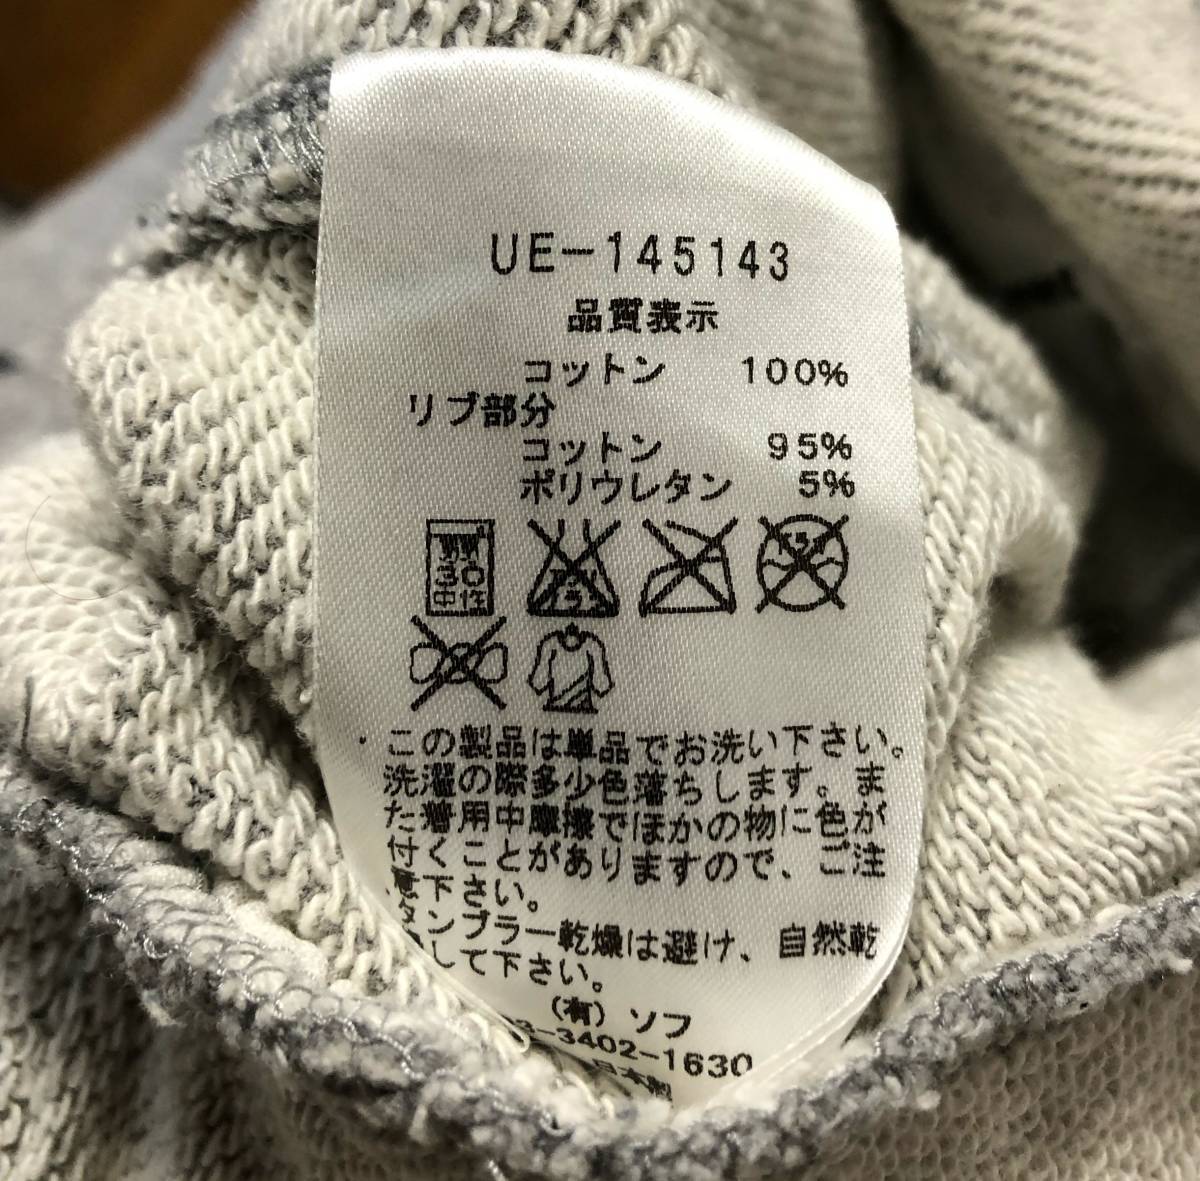 UE-145143
品質表示
コットン 100%
リブ部分
コットン 95%
ポリウレタン 5%
30
中性
この製品は単品でお洗い下さい。
洗濯の際多少色落ちします。ま
た着用中摩擦でほかの物に色が
付くことがありますので、ご注
意下さい。
タンブラー乾燥は避け、自然乾
して下さい。
(有)ソフ
03-3402-1630
日本製